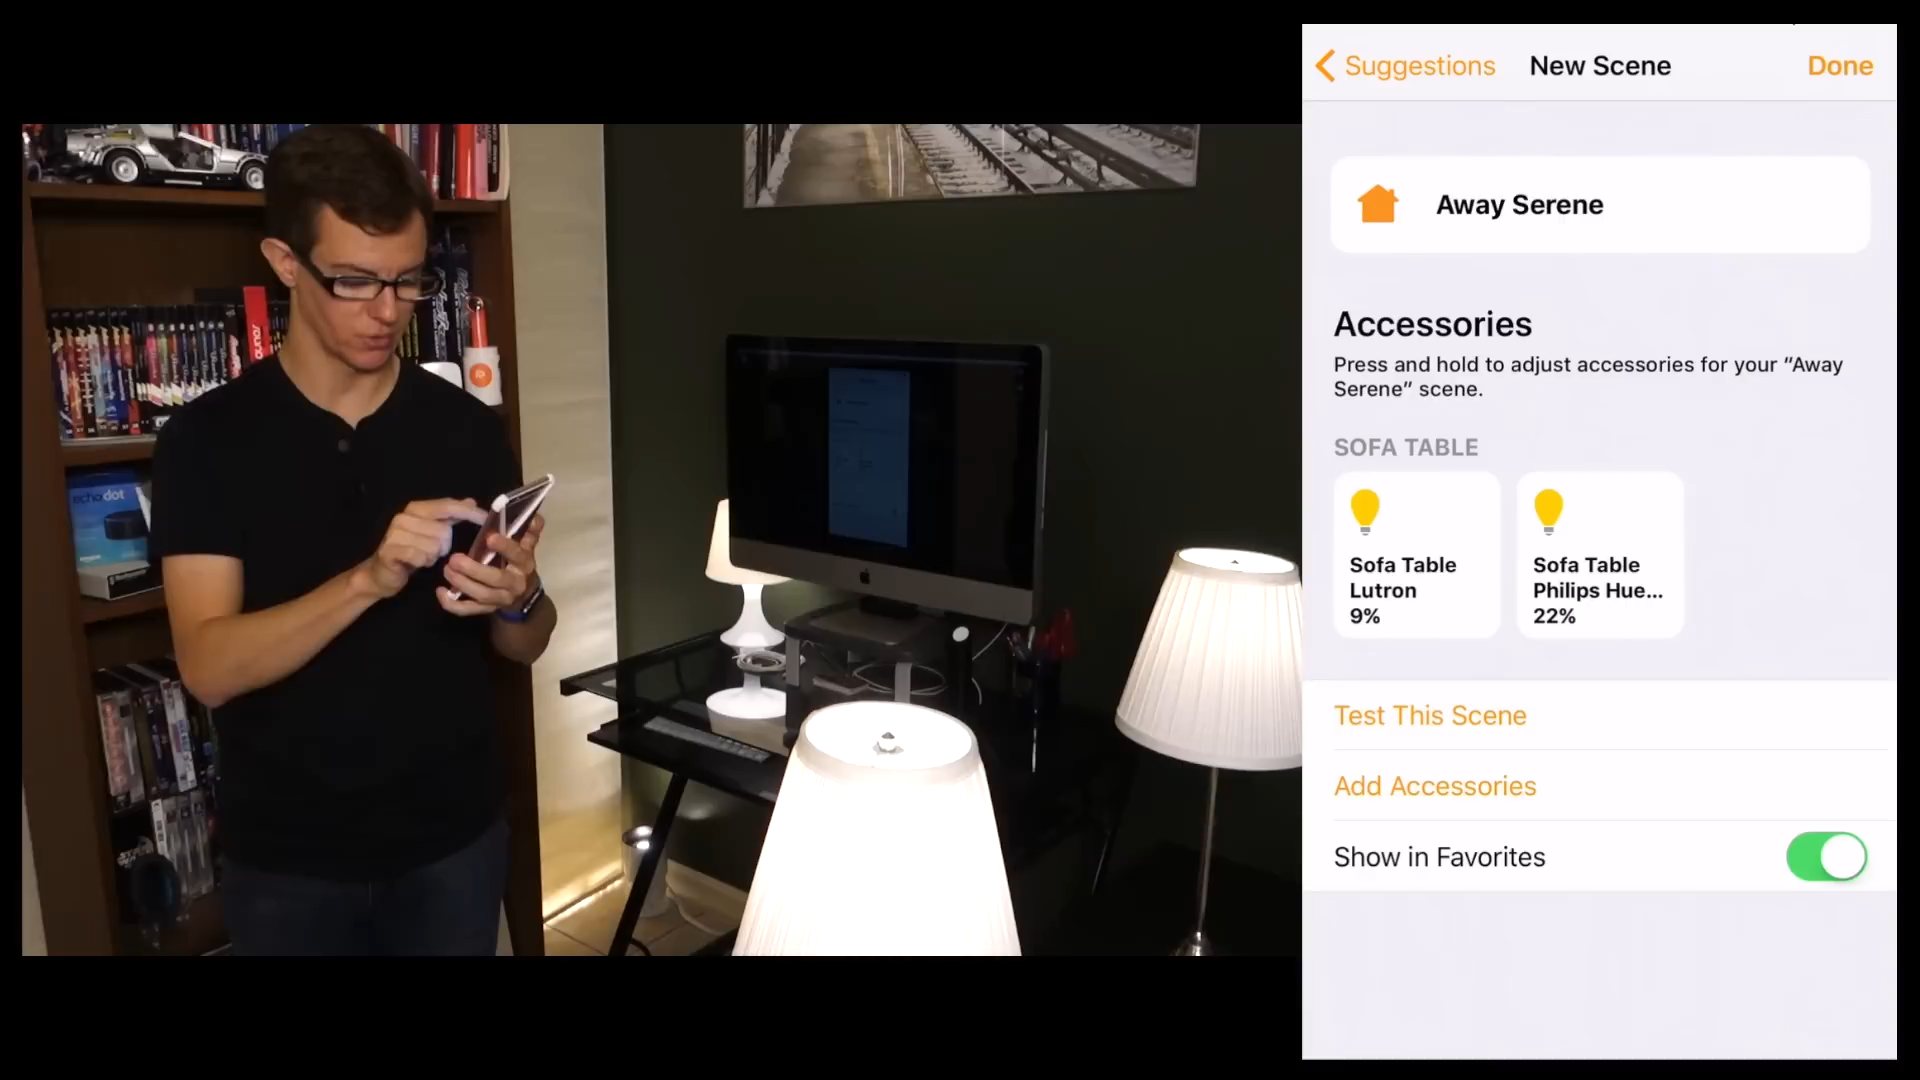 Suggestions
New Scene
Done
Away Serene
Accessories
Press and hold to adjust accessories for your “Away
Serene” scene.
SOFA TABLE
Sofa Table
Lutron
9%
Sofa Table
Philips Hue...
22%
Test This Scene
Add Accessories
Show in Favorites
echo dot